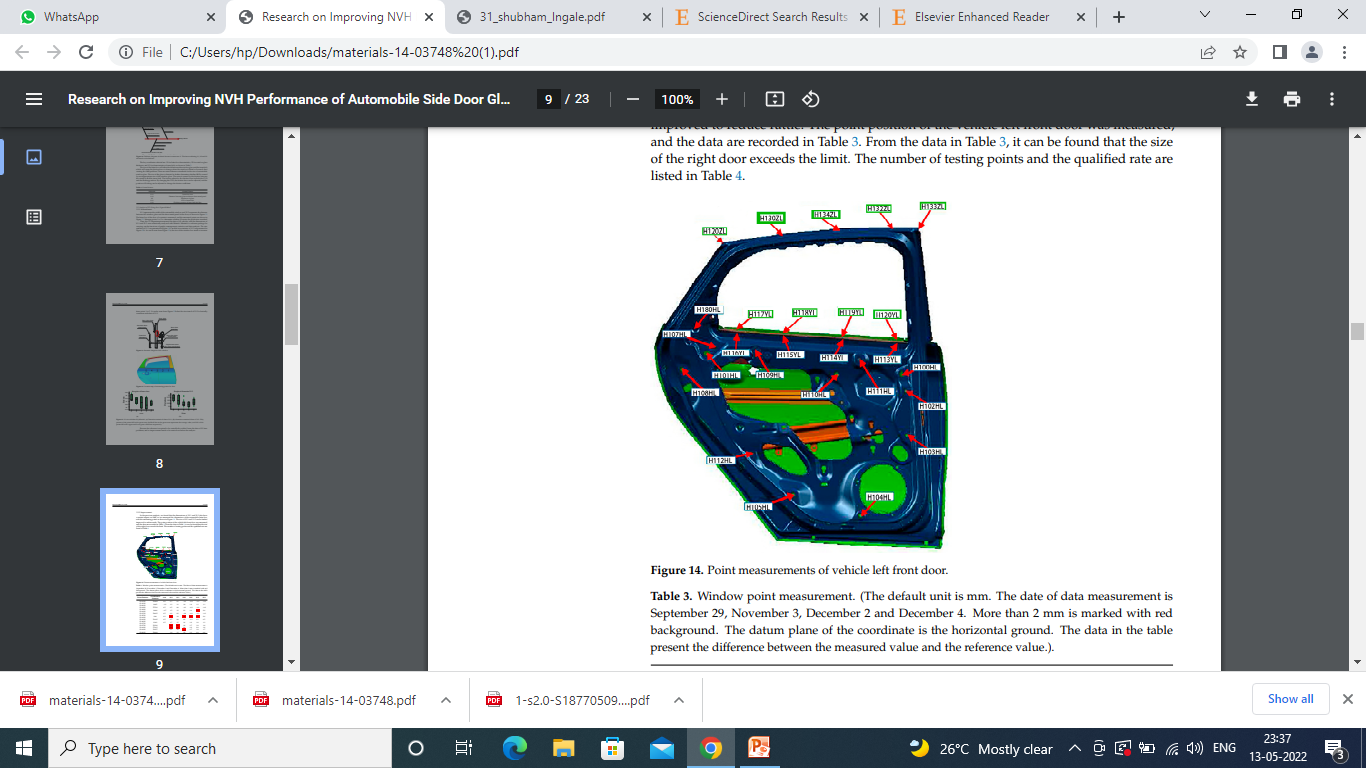 WhatsApp
Research on Improving NVH
31_shubham_Ingale.pdf
ScienceDirect Search Results
Elsevier Enhanced Reader
File
C:/Users/hp/Downloads/materials-14-03748%20(1).pdf
Research on Improving NVH Performance of Automobile Side Door Gl...
9 / 23
100%
7
8
9
and the data are recorded in Table 3. From the data in Table 3, it can be found that the size
of the right door exceeds the limit. The number of testing points and the qualified rate are
listed in Table 4.
H120ZL
H130ZL
H134ZL
H132ZL
H133ZL
H180HL
H117YL
H118YL
H119YL
H120YL
H107HL
H116YL
H115YL
H114YL
H113YL
H100HL
H101HL
H109HL
H108HL
H110HL
H111HL
H102HL
H103HL
H112HL
H104HL
H105HL
Figure 14. Point measurements of vehicle left front door.
Table 3. Window point measurement. (The default unit is mm. The date of data measurement is
September 29, November 3, December 2 and December 4. More than 2 mm is marked with red
background. The datum plane of the coordinate is the horizontal ground. The data in the table
present the difference between the measured value and the reference value.).
materials-14-0374....pdf
materials-14-03748.pdf
1-s2.0-S18770509....pdf
Show all
Type here to search
26°C Mostly clear
ENG
23:37
13-05-2022
3